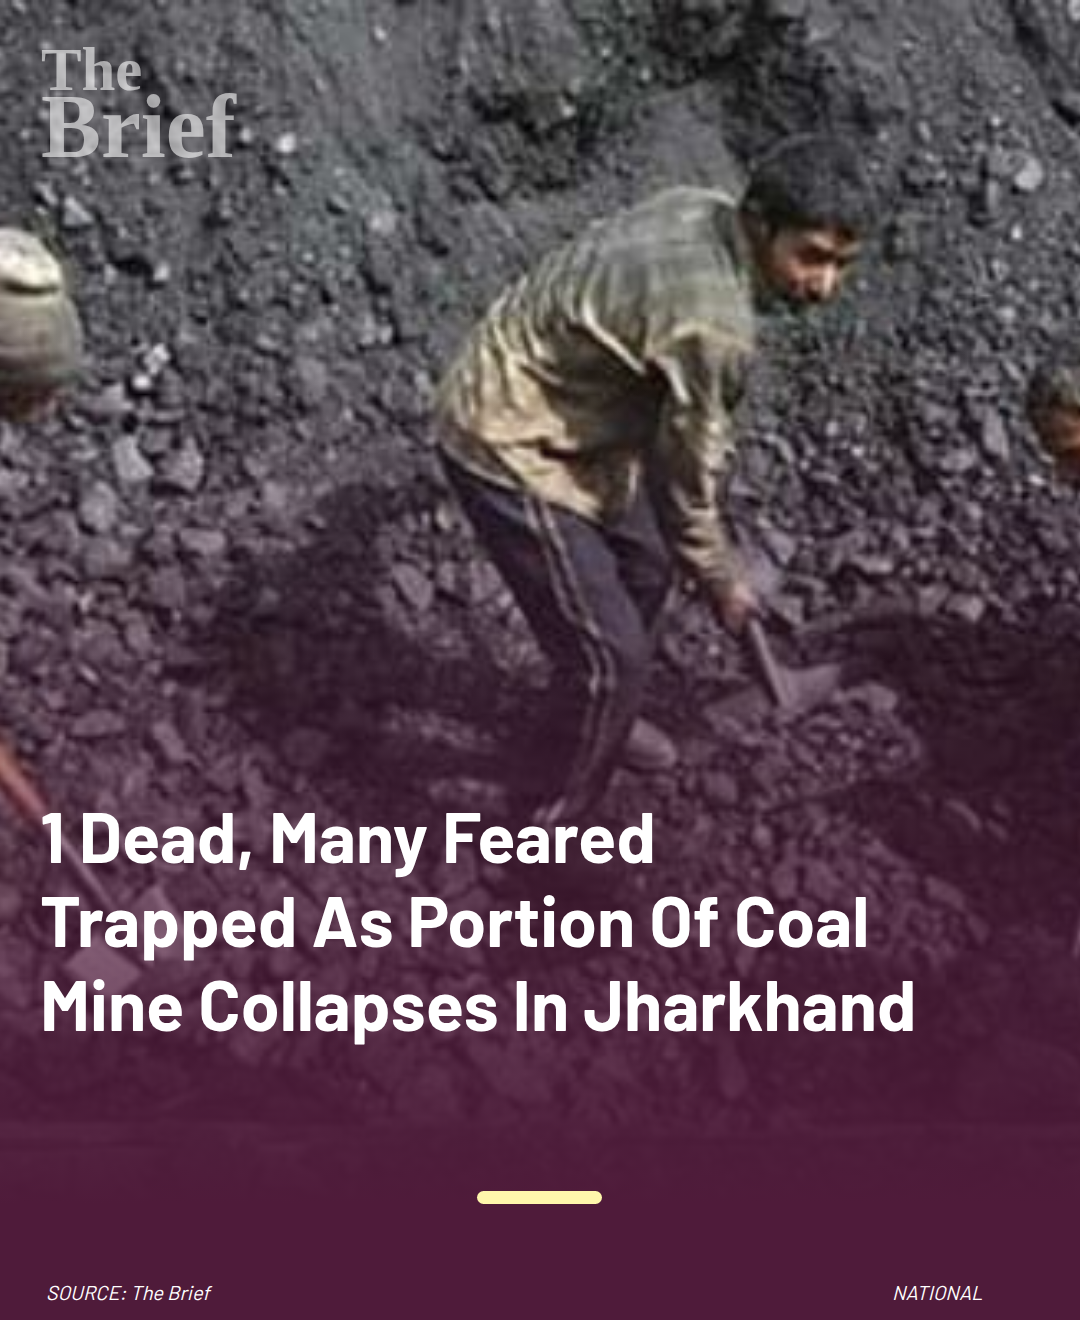 The
Brief
1 Dead, Many Feared
Trapped As Portion Of Coal
Mine Collapses In Jharkhand
SOURCE: The Brief
NATIONAL